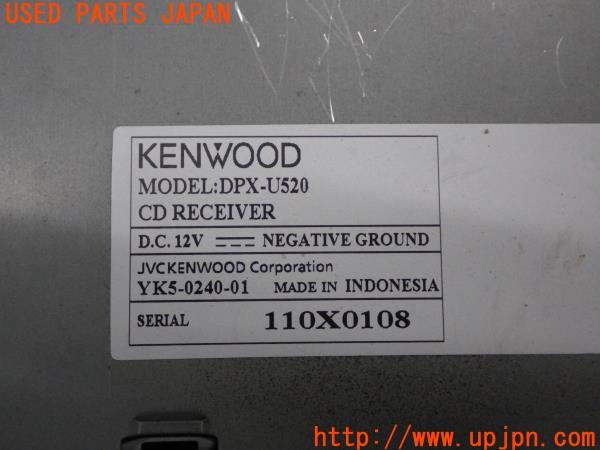 USED PARTS JAPAN
KENWOOD
MODEL:DPX-U520
CD RECEIVER
D.C. 12V NEGATIVE GROUND
JVCKENWOOD Corporation
YK5-0240-01 MADE IN INDONESIA
SERIAL 110X0108
http://www.upjpn.com